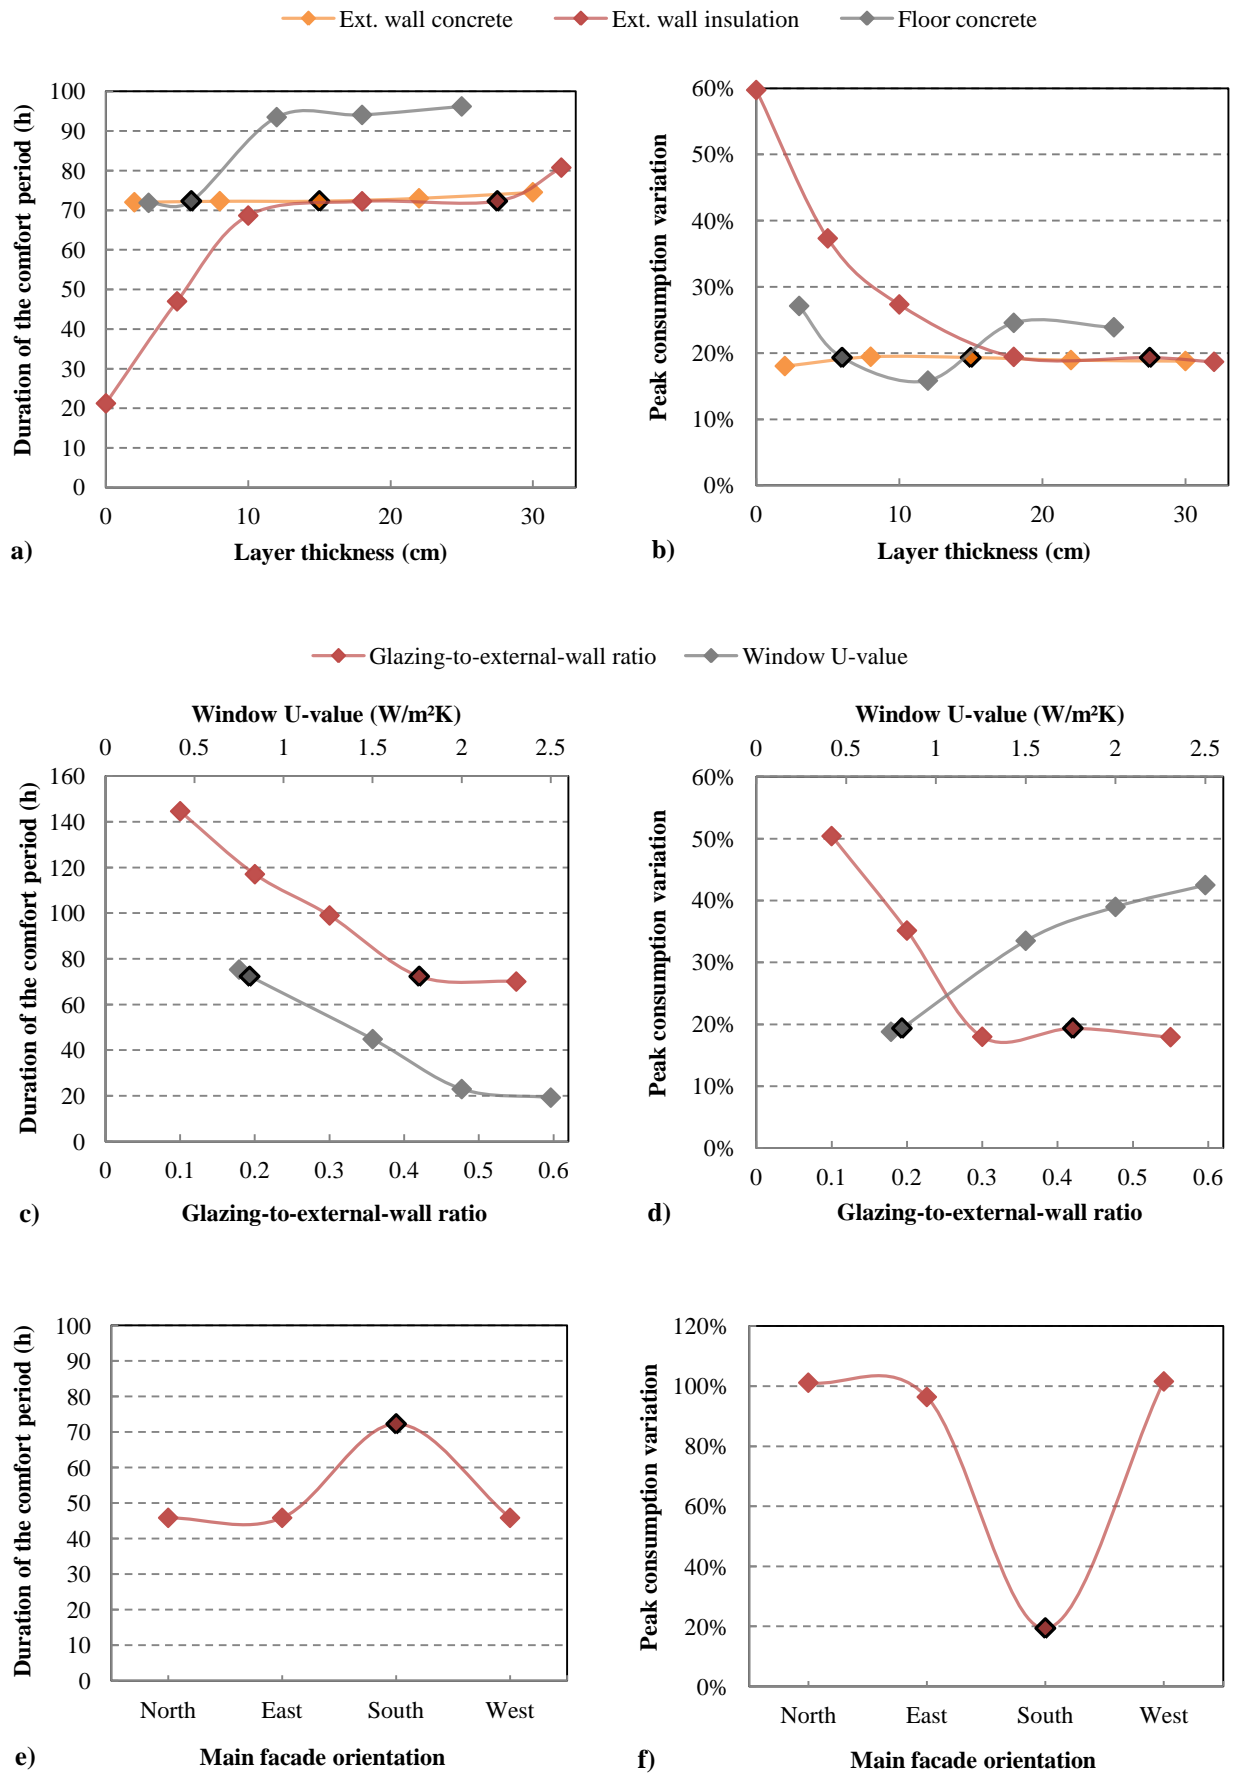 Ext. wall concrete Ext. wall insulation Floor concrete
Duration of the comfort period (h)
100
90
80
70
60
50
40
30
20
10
0
0 10 20 30
Layer thickness (cm)
a)
Peak consumption variation
60%
50%
40%
30%
20%
10%
0%
0 10 20 30
Layer thickness (cm)
b)
Glazing-to-external-wall ratio Window U-value
Window U-value (W/m²K)
0 0.5 1 1.5 2 2.5
Duration of the comfort period (h)
160
140
120
100
80
60
40
20
0
0 0.1 0.2 0.3 0.4 0.5 0.6
c) Glazing-to-external-wall ratio
Window U-value (W/m²K)
0 0.5 1 1.5 2 2.5
Peak consumption variation
60%
50%
40%
30%
20%
10%
0%
0 0.1 0.2 0.3 0.4 0.5 0.6
d) Glazing-to-external-wall ratio
Duration of the comfort period (h)
100
90
80
70
60
50
40
30
20
10
0
North East South West
e) Main facade orientation
Peak consumption variation
120%
100%
80%
60%
40%
20%
0%
North East South West
f) Main facade orientation